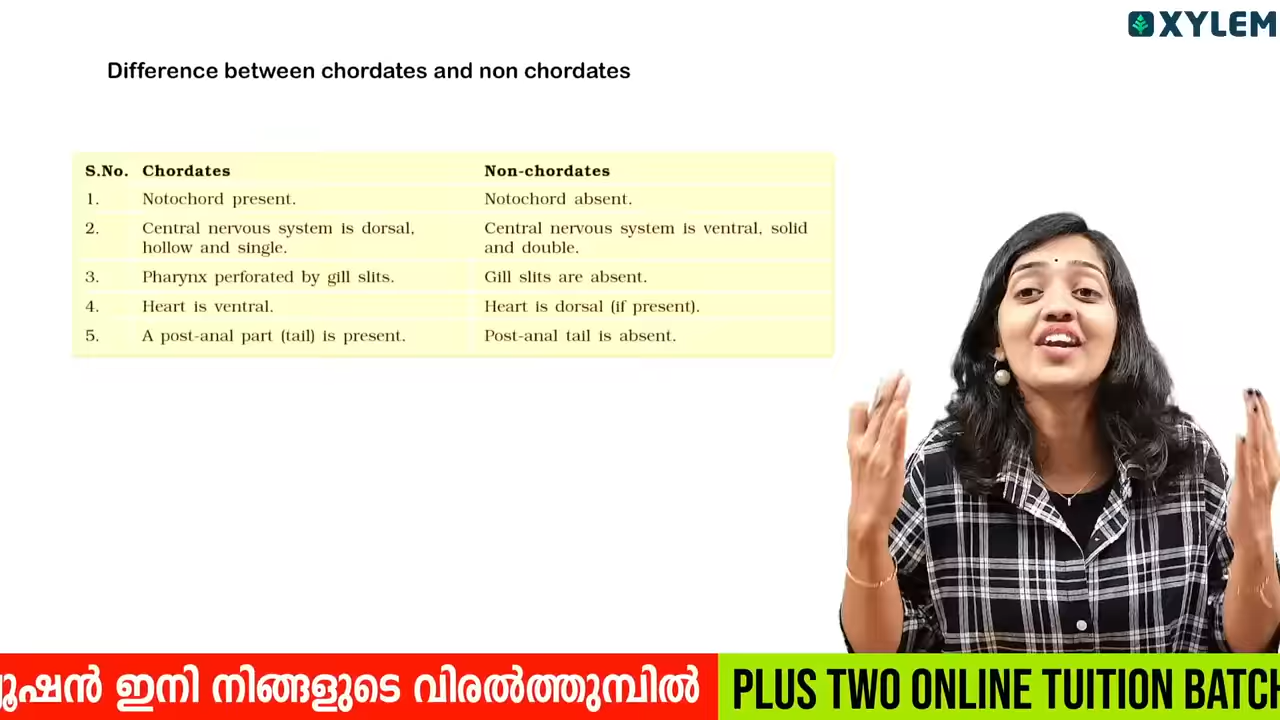 XYLEM
Difference between chordates and non chordates
S.No. Chordates Non-chordates
1. Notochord present. Notochord absent.
2. Central nervous system is dorsal, hollow and single. Central nervous system is ventral, solid and double.
3. Pharynx perforated by gill slits. Gill slits are absent.
4. Heart is ventral. Heart is dorsal (if present).
5. A post-anal part (tail) is present. Post-anal tail is absent.
ഇനി നിങ്ങളുടെ വിരൽത്തുമ്പിൽ PLUS TWO ONLINE TUITION BATCH